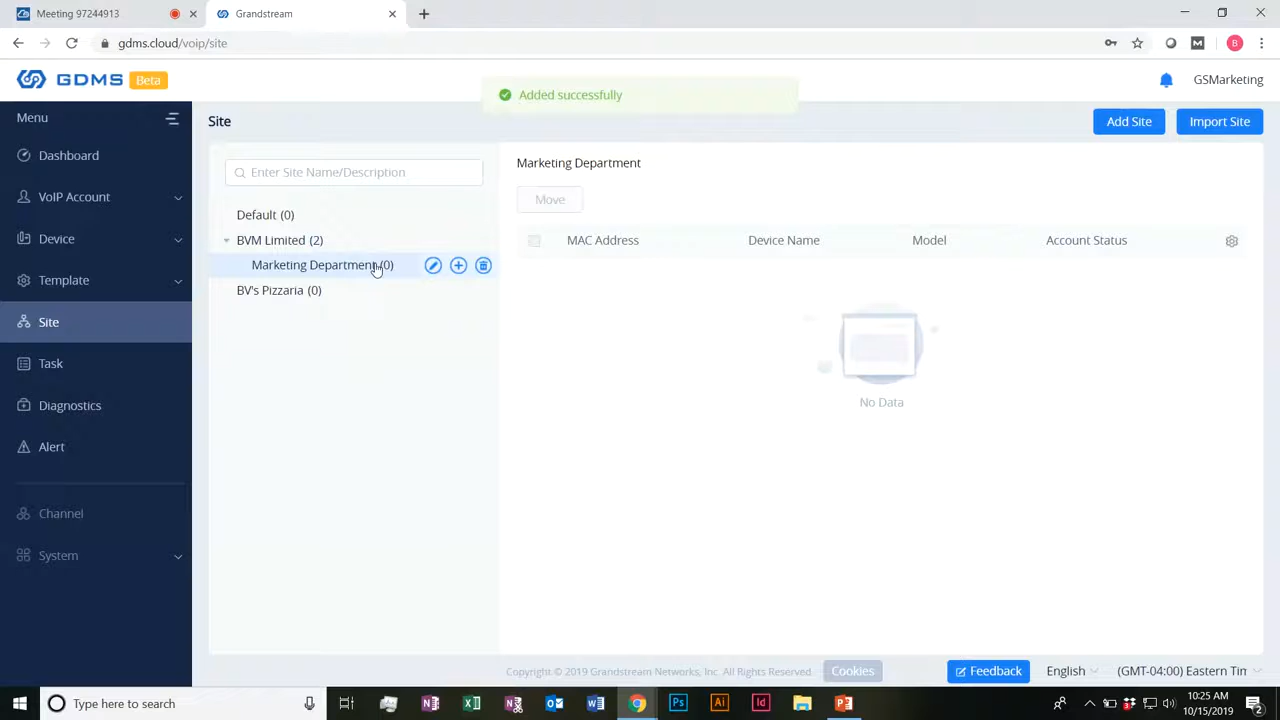 Meeting 97244913
Grandstream
gdms.cloud/voip/site
GDMS Beta
GSMarketing
Added successfully
Menu
Dashboard
VoIP Account
Device
Template
Site
Task
Diagnostics
Alert
Channel
System
Site
Add Site
Import Site
Enter Site Name/Description
Default (0)
BVM Limited (2)
Marketing Department (0)
BV's Pizzaria (0)
Marketing Department
Move
MAC Address
Device Name
Model
Account Status
No Data
Copyright © 2019 Grandstream Networks, Inc. All Rights Reserved.
Cookies
Feedback
English
(GMT-04:00) Eastern Tin
Type here to search
10:25 AM
10/15/2019